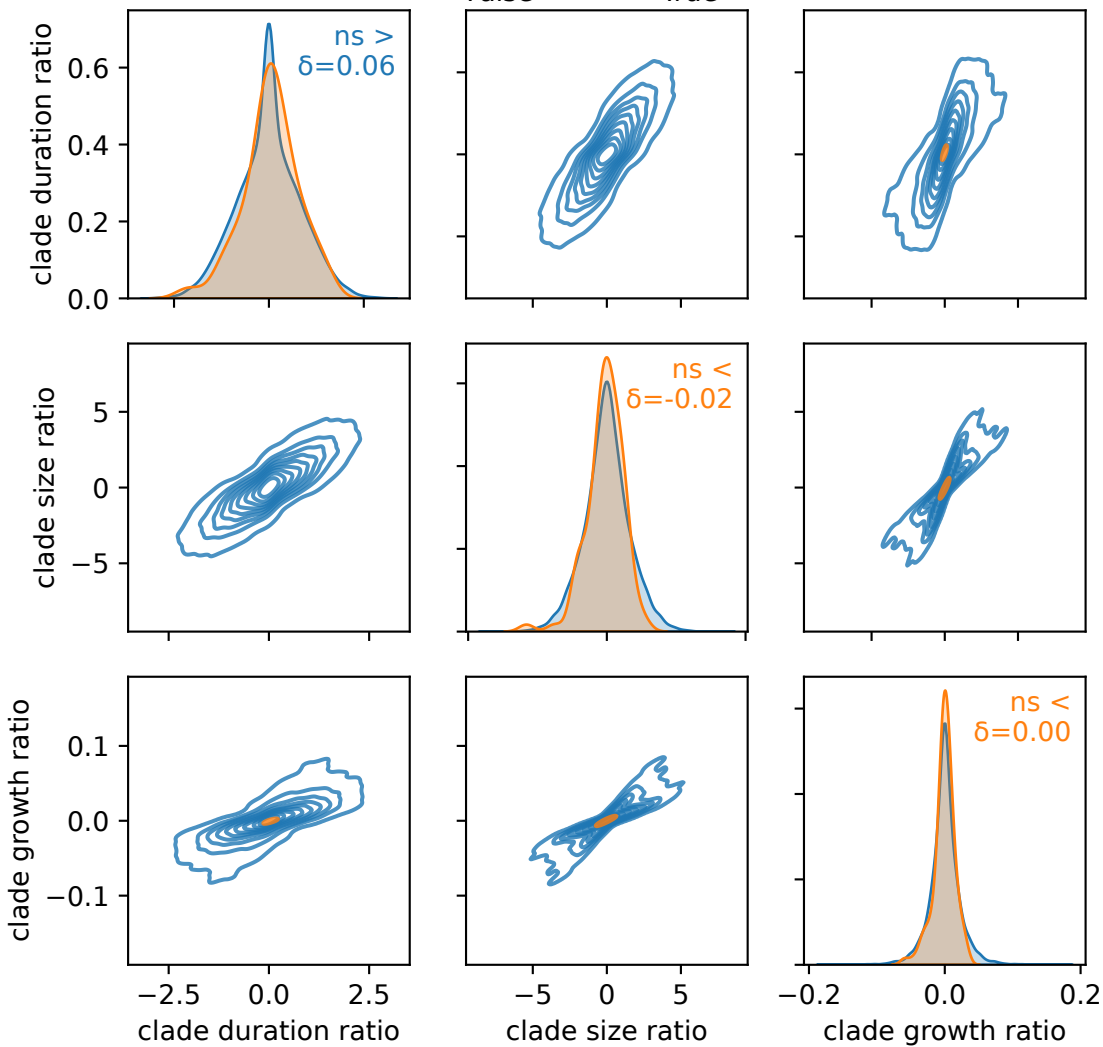 ns >
δ=0.06
clade duration ratio
0.6
0.4
0.2
0.0
ns <
δ=-0.02
clade size ratio
5
0
−5
ns <
δ=0.00
clade growth ratio
0.1
0.0
−0.1
−2.5 0.0 2.5
−5 0 5
−0.2 0.0 0.2
clade duration ratio
clade size ratio
clade growth ratio